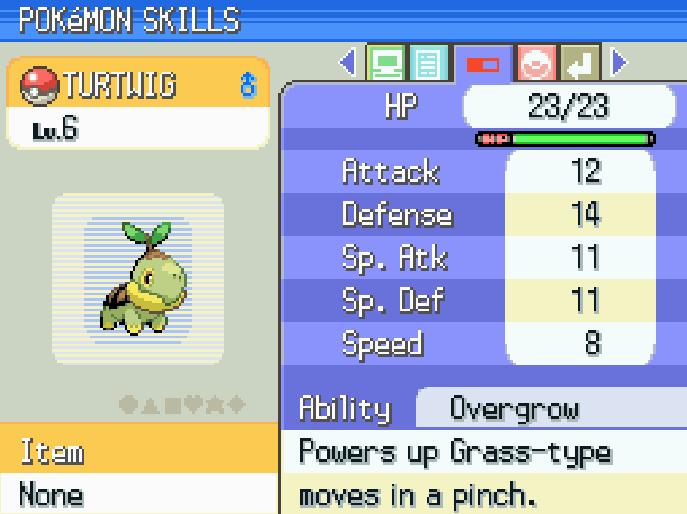 POKéMON SKILLS
TURTWIG ♂
Lv.6
HP 23/23
HP
Attack 12
Defense 14
Sp. Atk 11
Sp. Def 11
Speed 8
Ability Overgrow
Powers up Grass-type
moves in a pinch.
Item
None